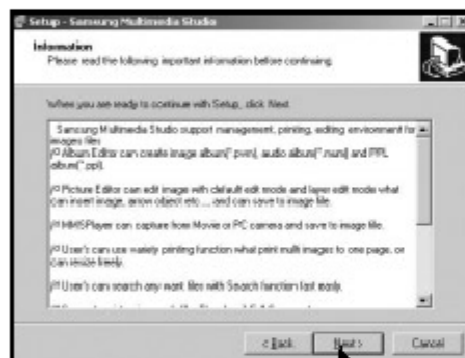 Setup - Samsung Multimedia Studio
Information
Please read the following important information before continuing.
When you are ready to continue with Setup, click Next.
Samsung Multimedia Studio support management, printing, editing environment for
images files
Album Editor can create image album(*.pvm), audio album(*.num) and PPL
album(*.ppl).
Picture Editor can edit image with default edit mode and layer edit mode what
can insert image, arrow object etc..., and can save to image file.
MMSPlayer can capture from Movie or PC camera and save to image file.
User's can use variety printing function what print multi images to one page, or
can resize freely.
User's can search any want files with Search function fast easily.
< Back
Next >
Cancel